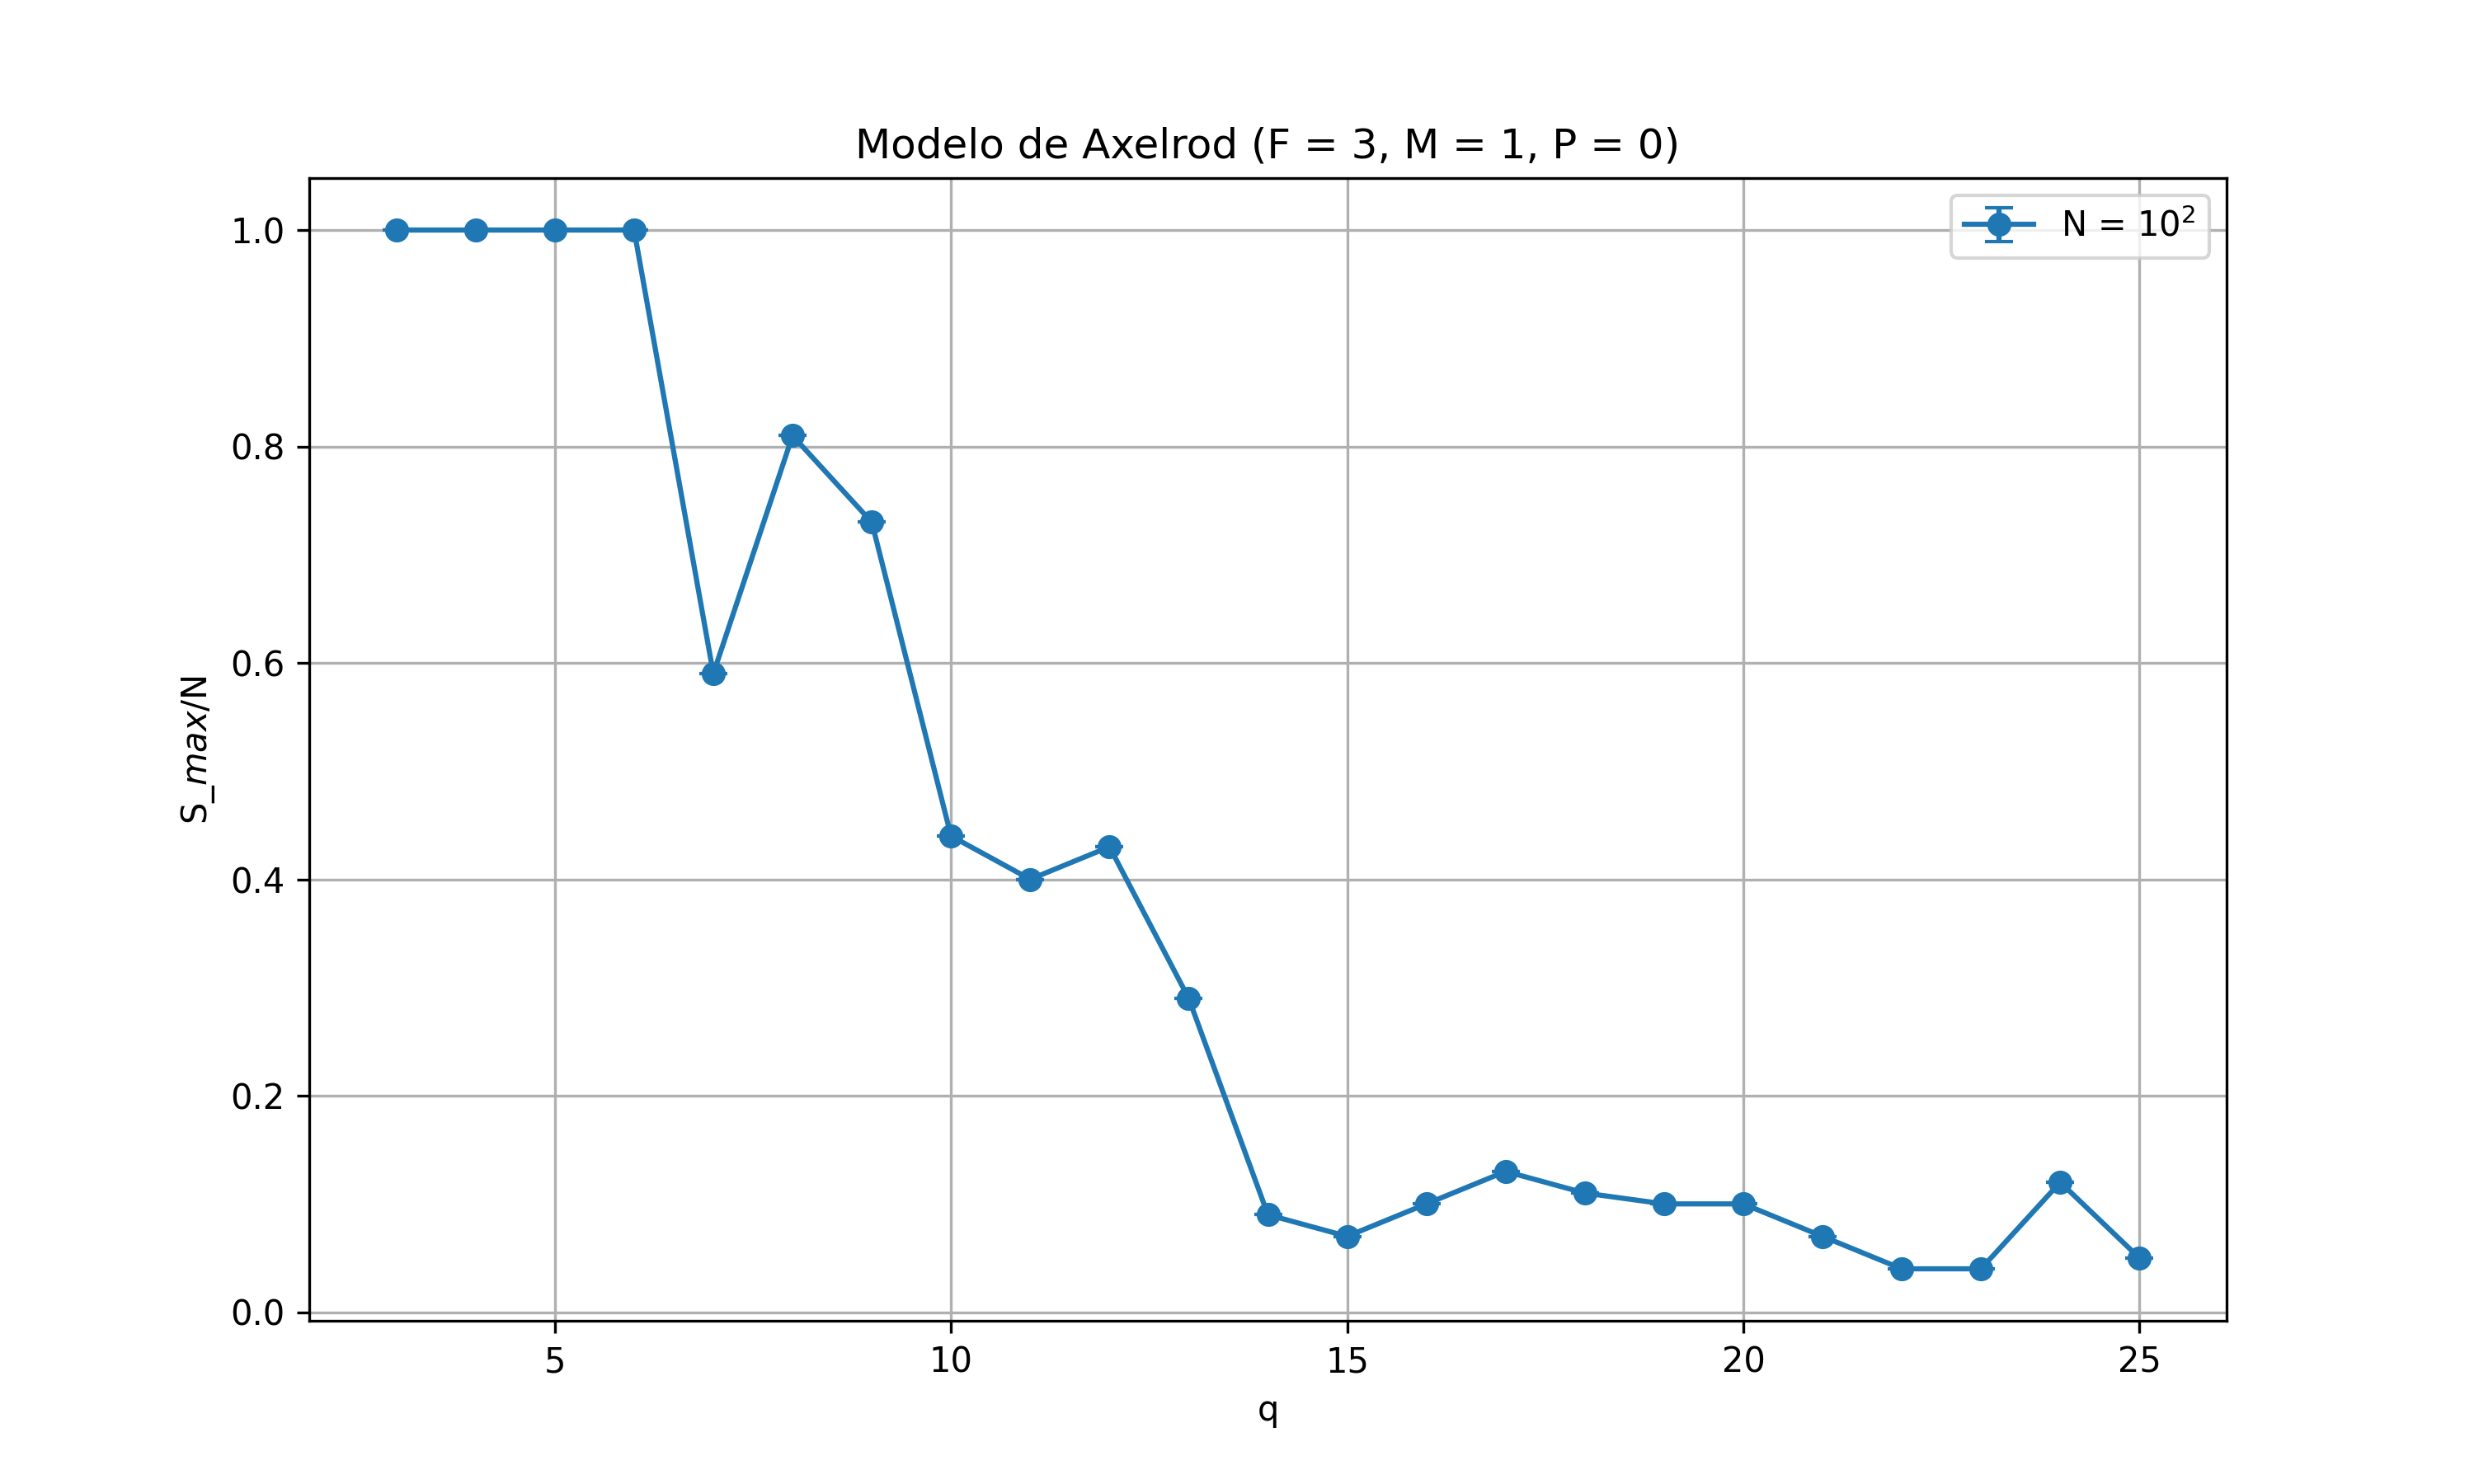 Modelo de Axelrod (F = 3, M = 1, P = 0)
N = 10²
1.0
0.8
0.6
0.4
0.2
0.0
S_max/N
5 10 15 20 25
q